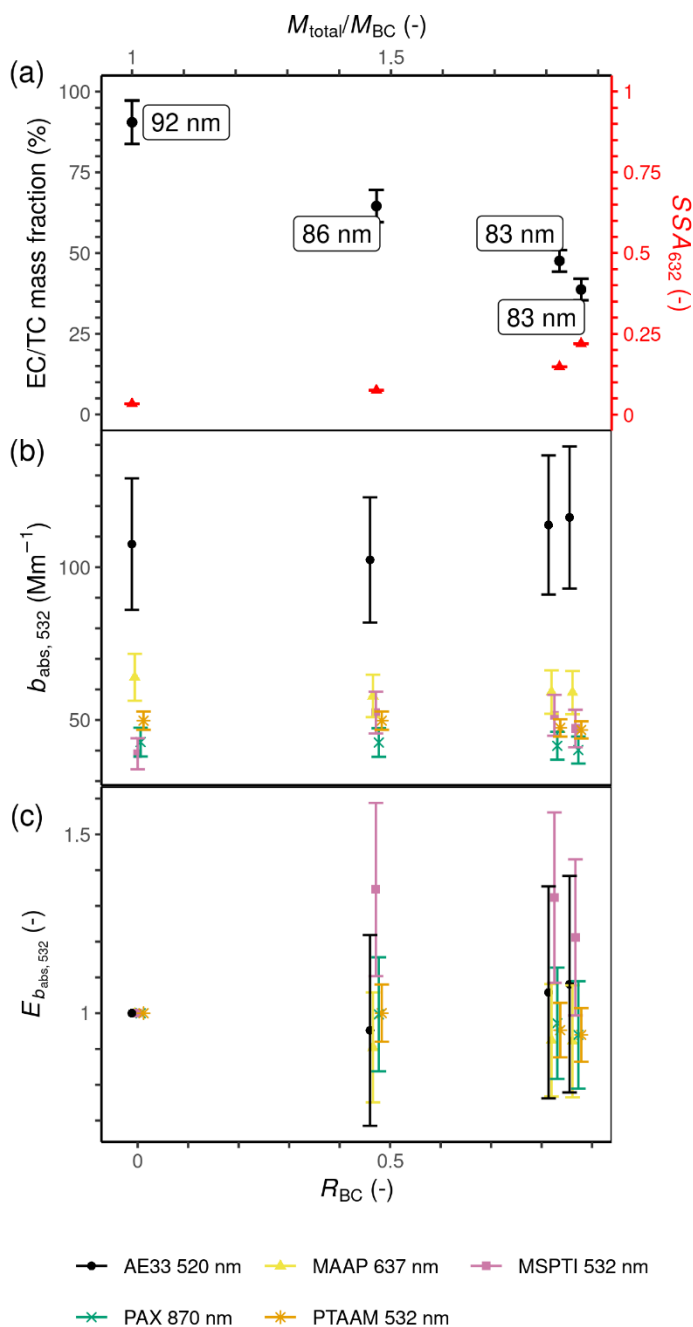 M_total/M_BC (-)
1 1.5
(a)
EC/TC mass fraction (%)
100
75
50
25
0
92 nm
86 nm
83 nm
83 nm
1
0.75
0.5
0.25
0
SSA_632 (-)
(b)
b_abs, 532 (Mm⁻¹)
100
50
(c)
E_b_abs, 532 (-)
1.5
1
0 0.5
R_BC (-)
AE33 520 nm MAAP 637 nm MSPTI 532 nm
PAX 870 nm PTAAM 532 nm